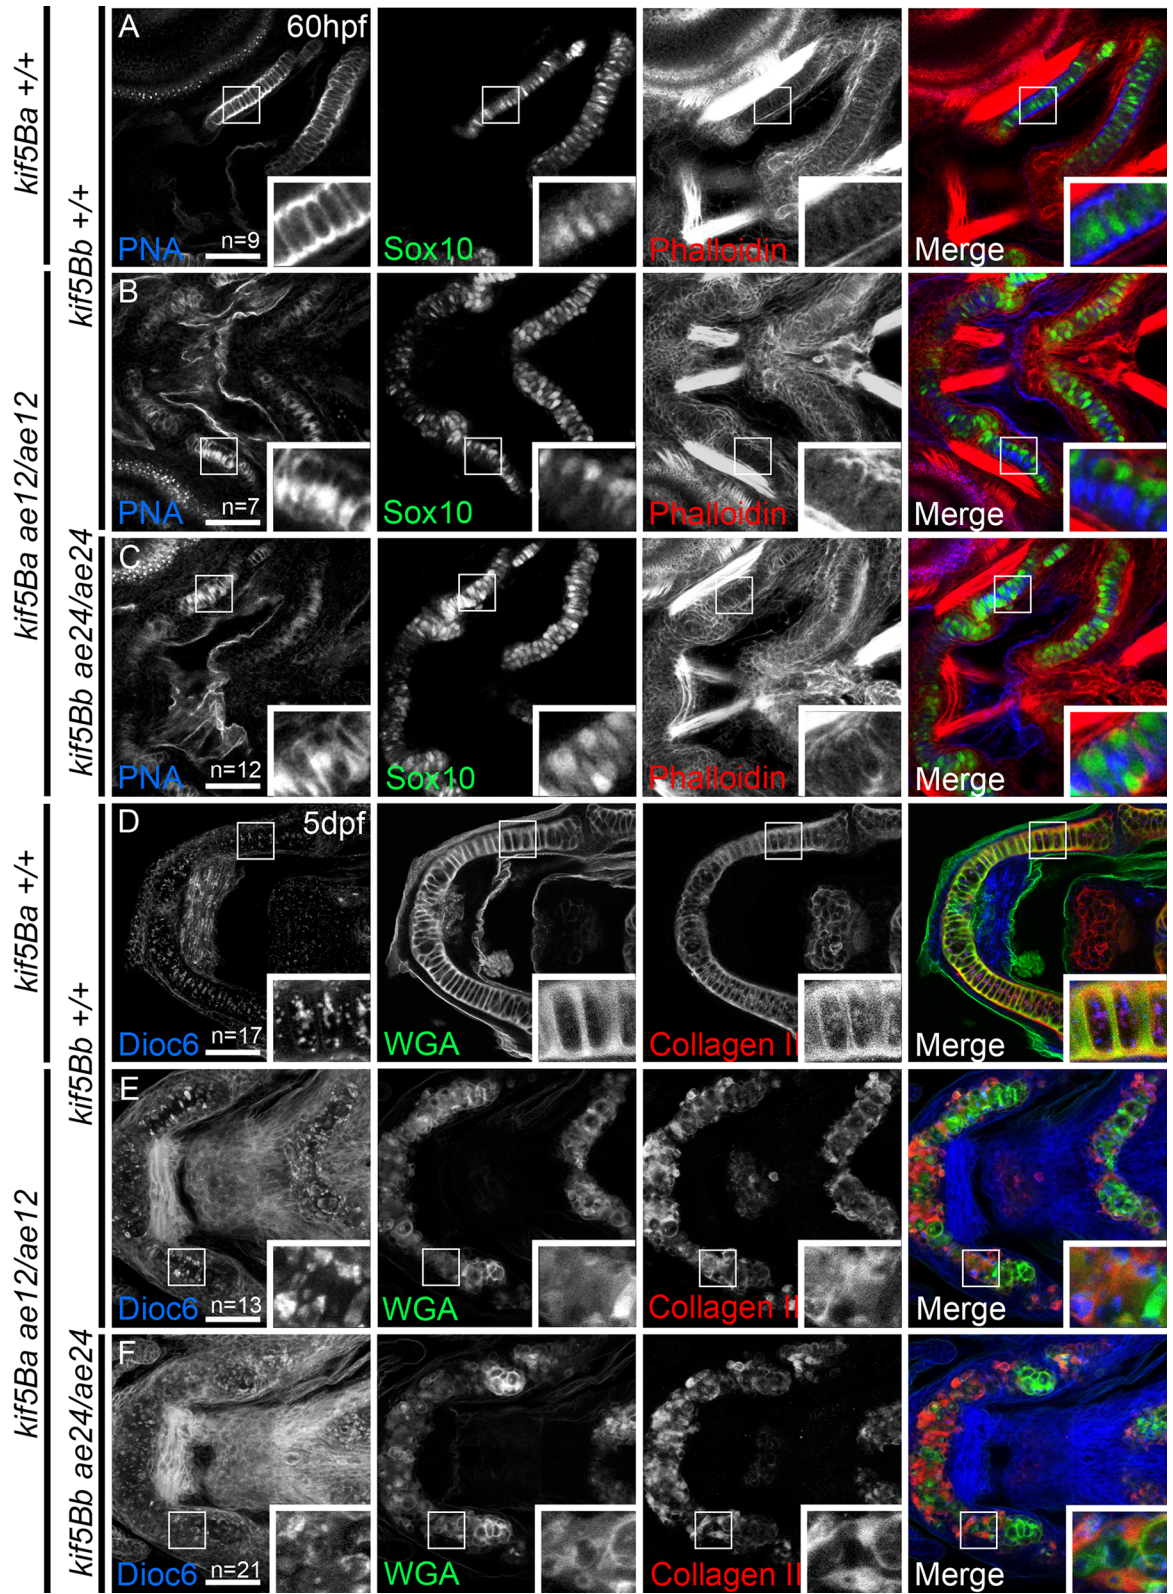 kif5Ba +/+
kif5Bb +/+
A
60hpf
PNA
n=9
Sox10
Phalloidin
Merge
kif5Ba ae12/ae12
B
PNA
n=7
Sox10
Phalloidin
Merge
kif5Bb ae24/ae24
C
PNA
n=12
Sox10
Phalloidin
Merge
kif5Ba +/+
kif5Bb +/+
D
5dpf
Dioc6
n=17
WGA
Collagen II
Merge
kif5Ba ae12/ae12
E
Dioc6
n=13
WGA
Collagen II
Merge
kif5Bb ae24/ae24
F
Dioc6
n=21
WGA
Collagen II
Merge